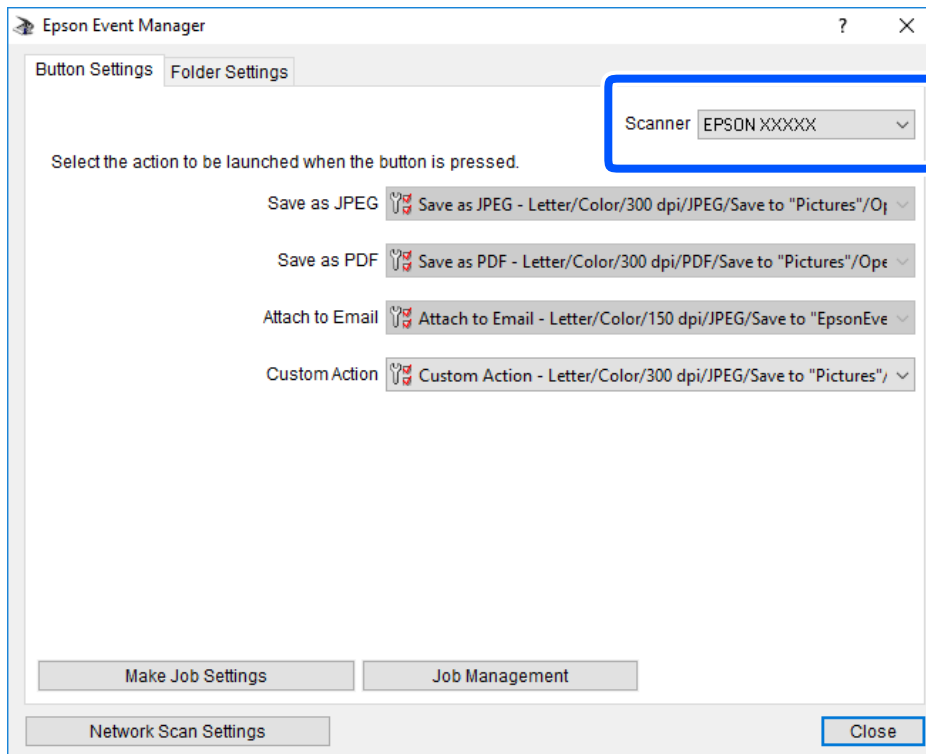 Epson Event Manager
Button Settings Folder Settings
Scanner EPSON XXXXX
Select the action to be launched when the button is pressed.
Save as JPEG Save as JPEG - Letter/Color/300 dpi/JPEG/Save to "Pictures"/Op
Save as PDF Save as PDF - Letter/Color/300 dpi/PDF/Save to "Pictures"/Ope
Attach to Email Attach to Email - Letter/Color/150 dpi/JPEG/Save to "EpsonEve
Custom Action Custom Action - Letter/Color/300 dpi/JPEG/Save to "Pictures"/
Make Job Settings Job Management
Network Scan Settings Close